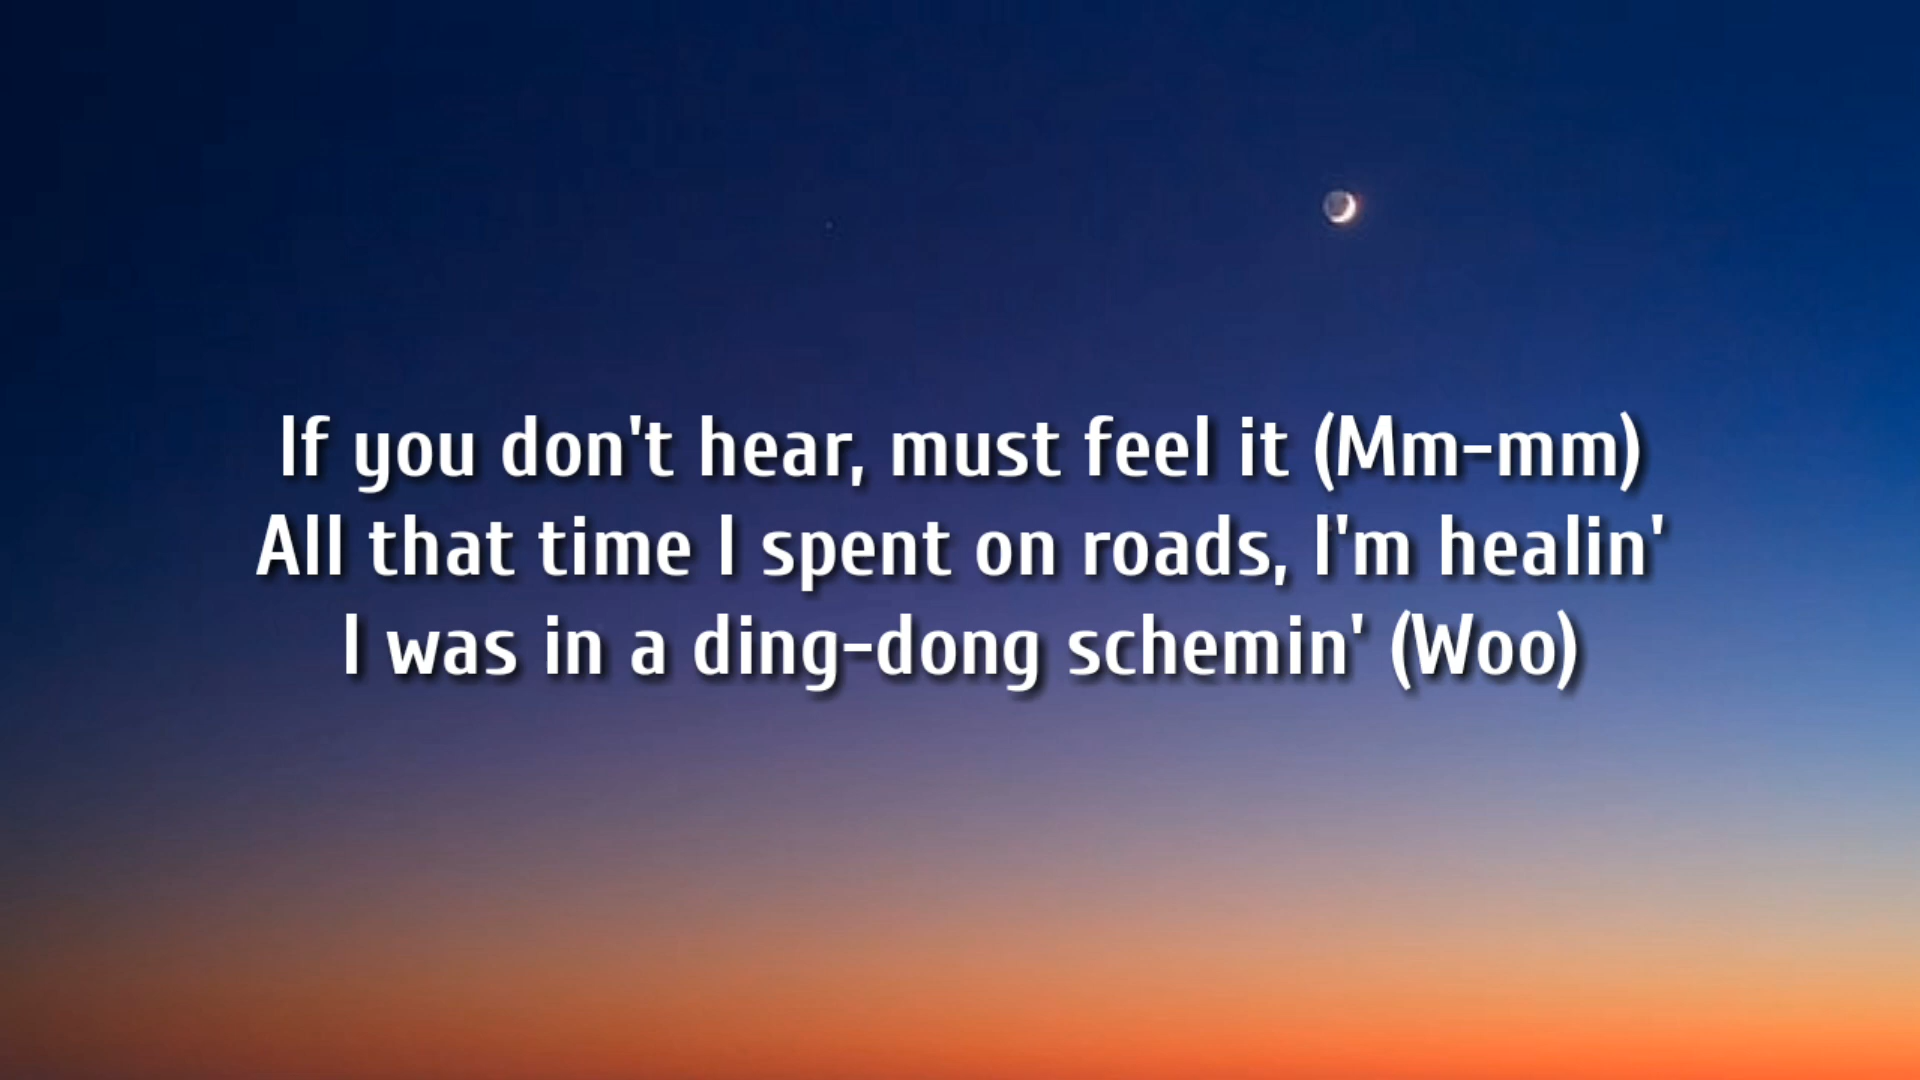 If you don't hear, must feel it (Mm-mm)
All that time I spent on roads, I'm healin'
I was in a ding-dong schemin' (Woo)